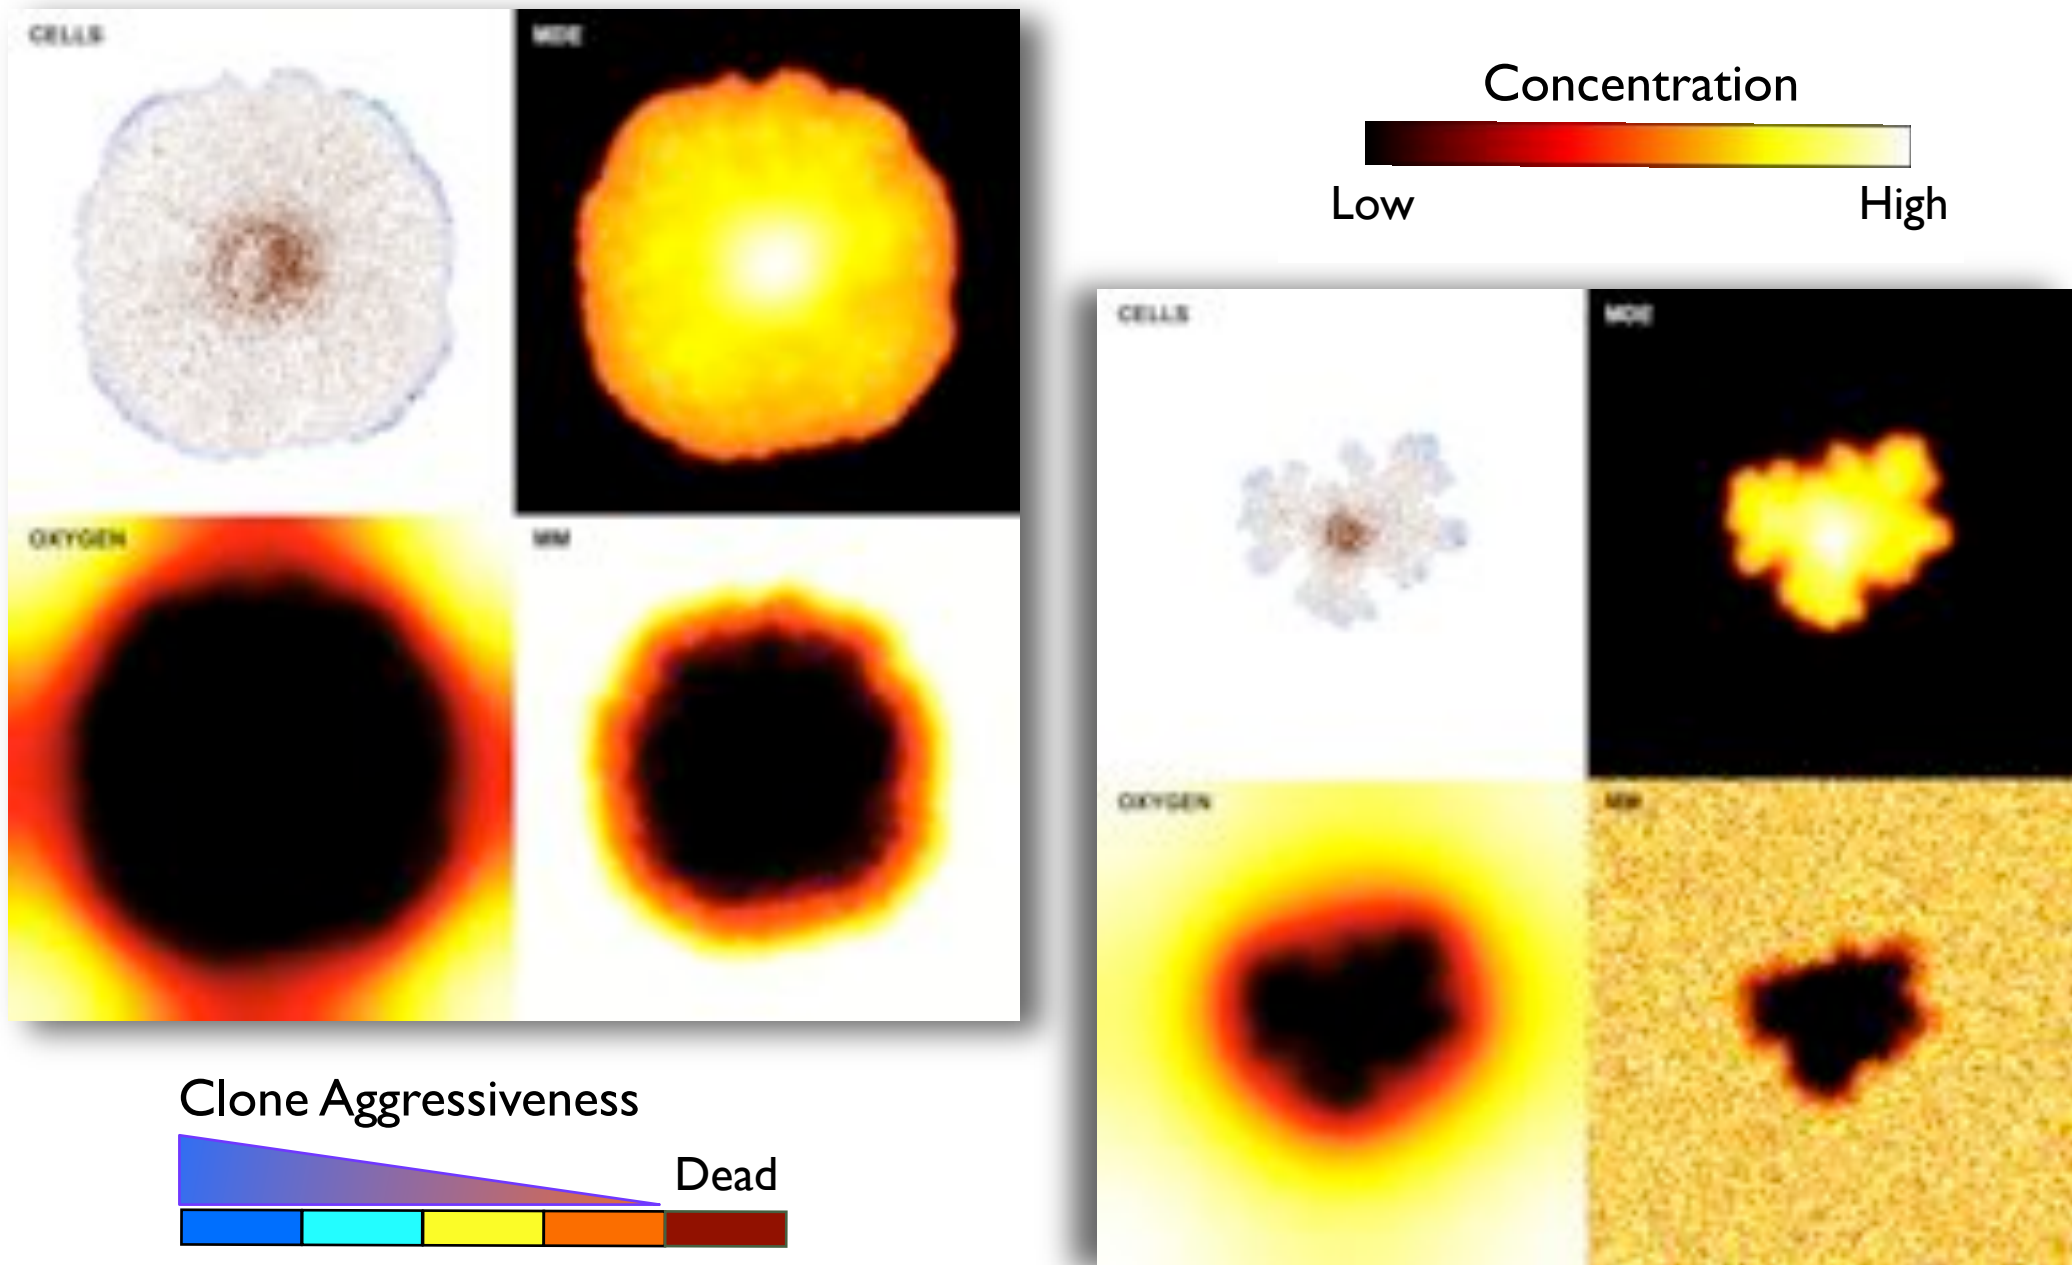 CELLS
MDE
OXYGEN
MM
Concentration
Low
High
CELLS
MDE
OXYGEN
MM
Clone Aggressiveness
Dead